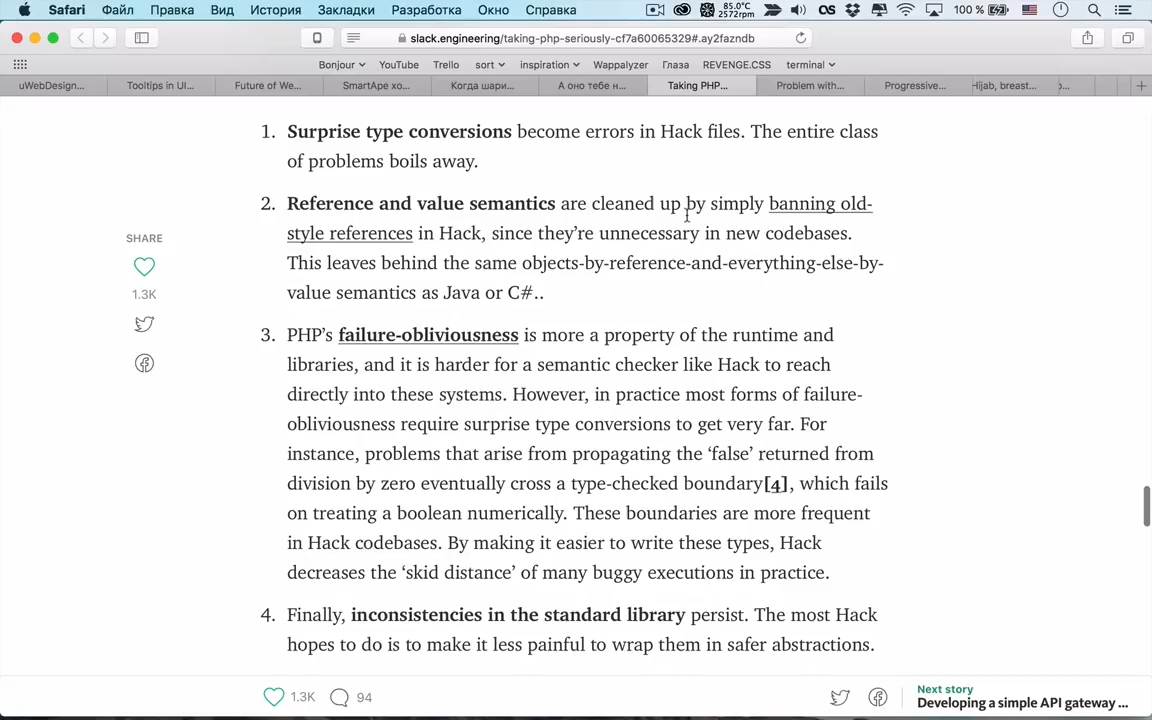 Safari Файл Правка Вид История Закладки Разработка Окно Справка 85.0°C 2572rpm 100 %
slack.engineering/taking-php-seriously-cf7a60065329#.ay2fazndb
Bonjour YouTube Trello sort inspiration Wappalyzer Глаза REVENGE.CSS terminal
uWebDesign... Tooltips in UI... Future of We... SmartApe хо... Когда шари... А оно тебе н... Taking PHP... Problem with... Progressive... Hijab, breast...
1. Surprise type conversions become errors in Hack files. The entire class
of problems boils away.
2. Reference and value semantics are cleaned up by simply banning old-
style references in Hack, since they’re unnecessary in new codebases.
This leaves behind the same objects-by-reference-and-everything-else-by-
value semantics as Java or C#..
SHARE
1.3K
3. PHP’s failure-obliviousness is more a property of the runtime and
libraries, and it is harder for a semantic checker like Hack to reach
directly into these systems. However, in practice most forms of failure-
obliviousness require surprise type conversions to get very far. For
instance, problems that arise from propagating the ‘false’ returned from
division by zero eventually cross a type-checked boundary[4], which fails
on treating a boolean numerically. These boundaries are more frequent
in Hack codebases. By making it easier to write these types, Hack
decreases the ‘skid distance’ of many buggy executions in practice.
4. Finally, inconsistencies in the standard library persist. The most Hack
hopes to do is to make it less painful to wrap them in safer abstractions.
1.3K 94
Next story
Developing a simple API gateway ...